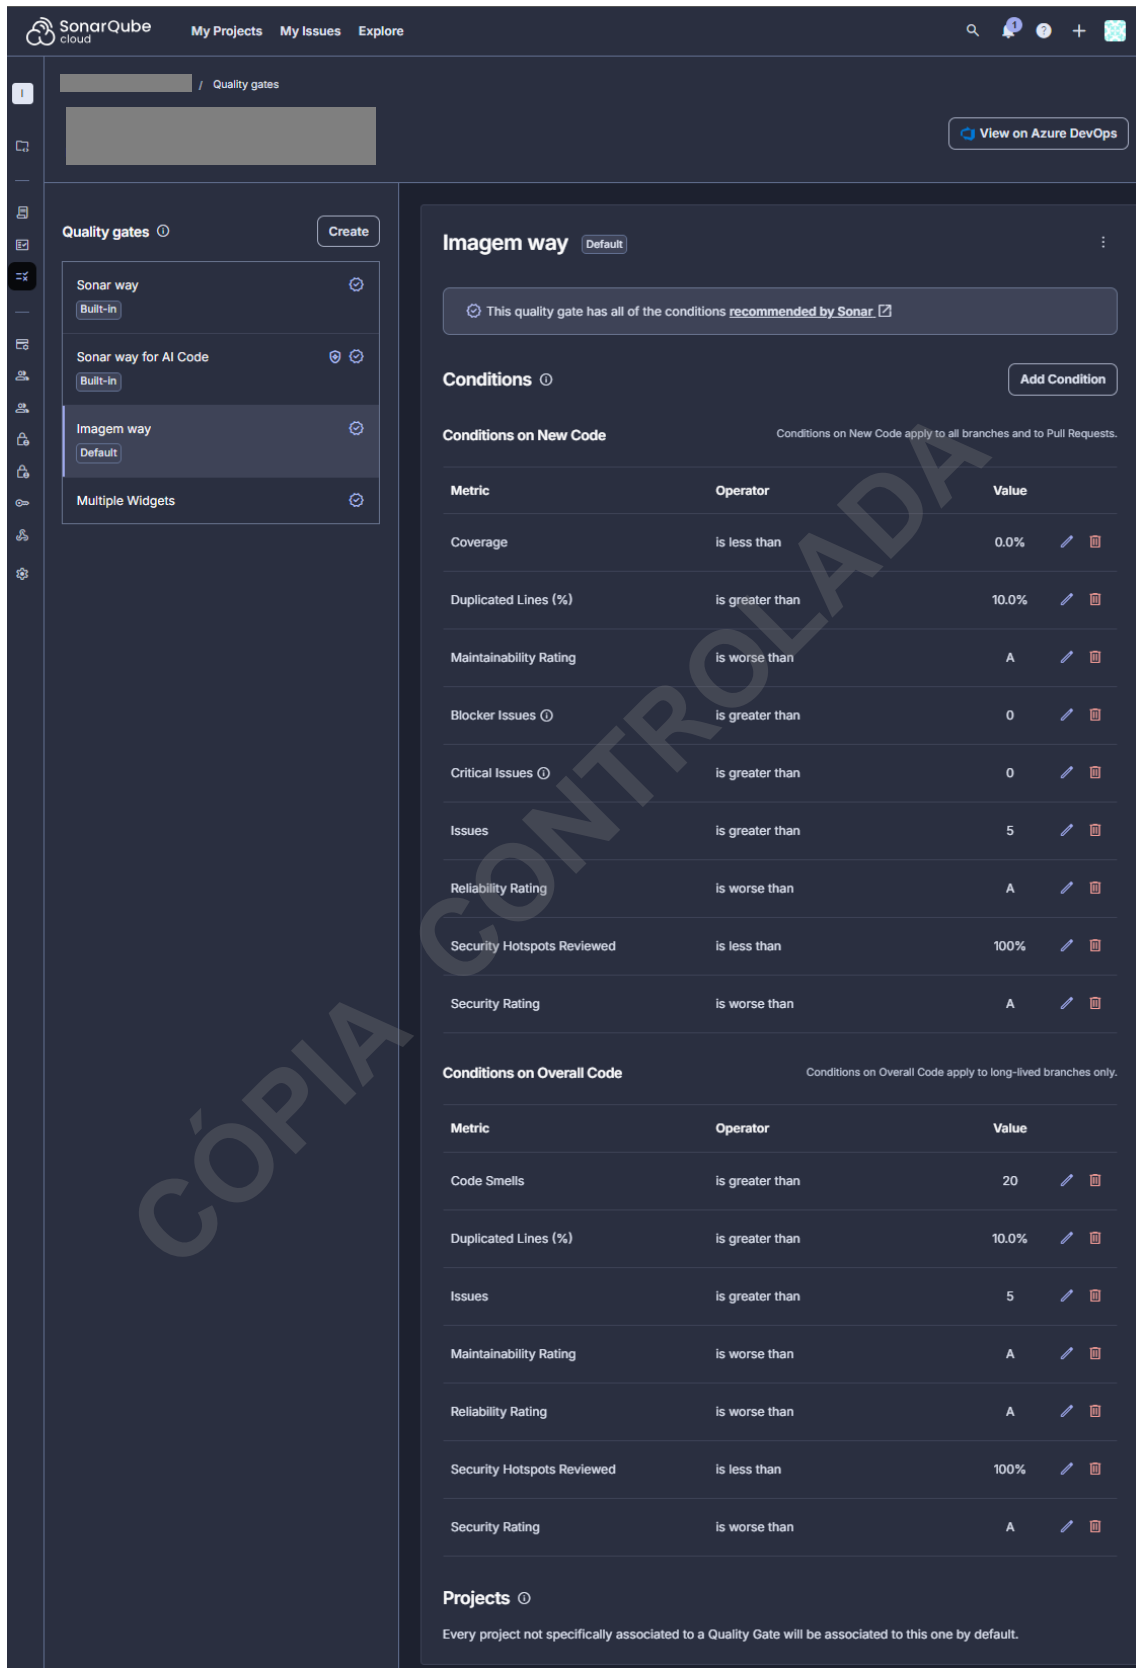 SonarQube cloud My Projects My Issues Explore 1 ?
I / Quality gates
View on Azure DevOps
Quality gates Create
Sonar way
Built-in
Sonar way for AI Code
Built-in
Imagem way
Default
Multiple Widgets
Imagem way Default
This quality gate has all of the conditions recommended by Sonar
Conditions Add Condition
Conditions on New Code Conditions on New Code apply to all branches and to Pull Requests.
Metric Operator Value
Coverage is less than 0.0%
Duplicated Lines (%) is greater than 10.0%
Maintainability Rating is worse than A
Blocker Issues is greater than 0
Critical Issues is greater than 0
Issues is greater than 5
Reliability Rating is worse than A
Security Hotspots Reviewed is less than 100%
Security Rating is worse than A
Conditions on Overall Code Conditions on Overall Code apply to long-lived branches only.
Metric Operator Value
Code Smells is greater than 20
Duplicated Lines (%) is greater than 10.0%
Issues is greater than 5
Maintainability Rating is worse than A
Reliability Rating is worse than A
Security Hotspots Reviewed is less than 100%
Security Rating is worse than A
Projects
Every project not specifically associated to a Quality Gate will be associated to this one by default.
CÓPIA CONTROLADA